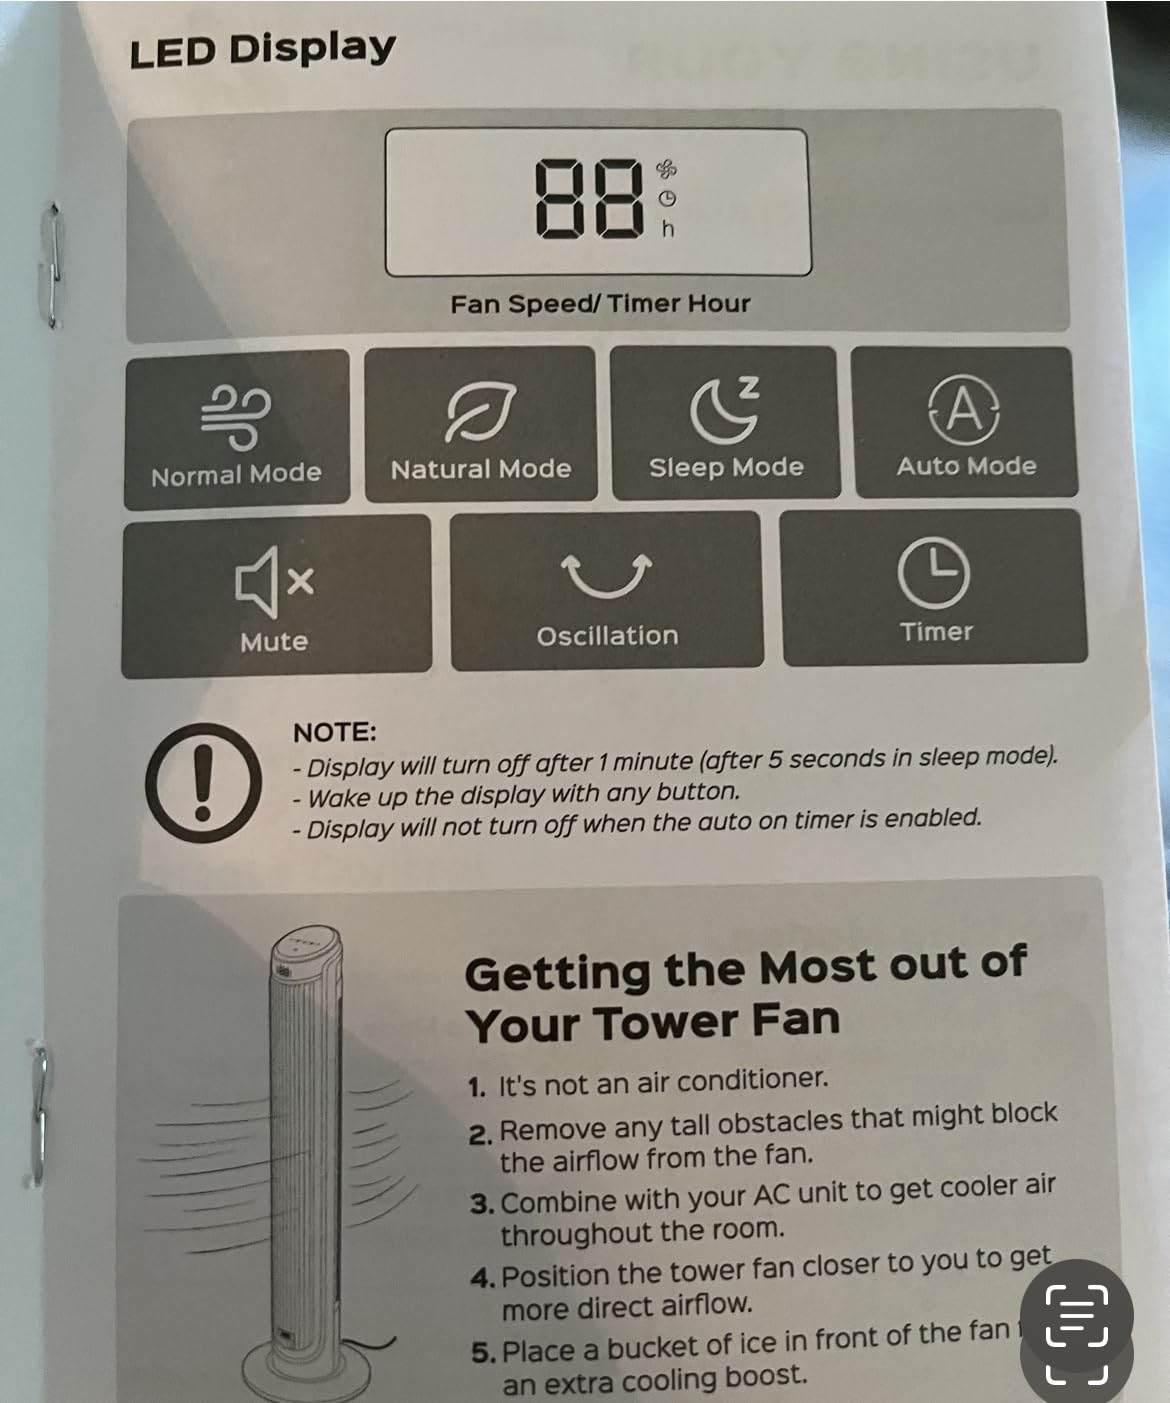 LED Display
88
h
Fan Speed/ Timer Hour
Normal Mode
Natural Mode
z
Sleep Mode
A
Auto Mode
Mute
Oscillation
Timer
NOTE:
- Display will turn off after 1 minute (after 5 seconds in sleep mode).
- Wake up the display with any button.
- Display will not turn off when the auto on timer is enabled.
Getting the Most out of
Your Tower Fan
1. It's not an air conditioner.
2. Remove any tall obstacles that might block
the airflow from the fan.
3. Combine with your AC unit to get cooler air
throughout the room.
4. Position the tower fan closer to you to get
more direct airflow.
5. Place a bucket of ice in front of the fan
an extra cooling boost.